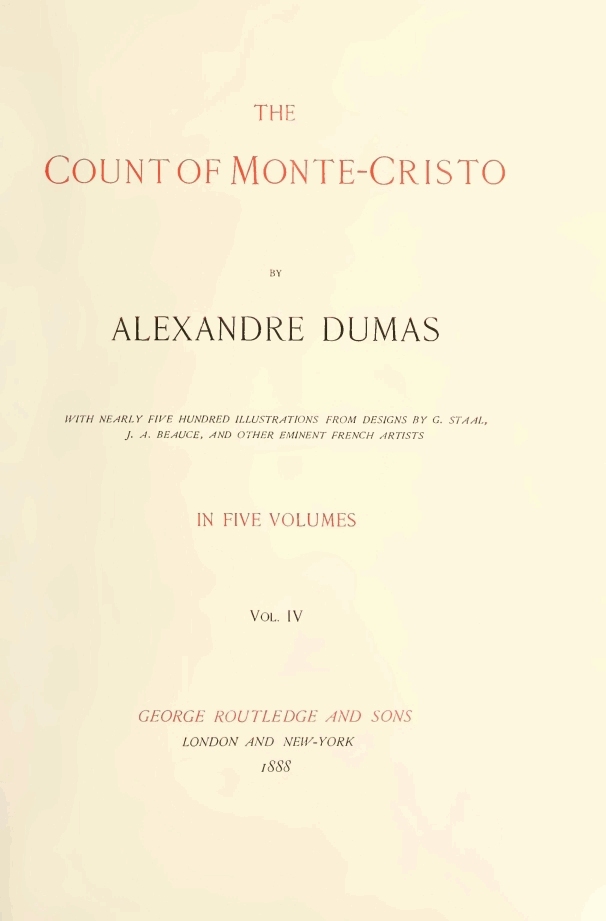 THE
COUNT OF MONTE-CRISTO
BY
ALEXANDRE DUMAS
WITH NEARLY FIVE HUNDRED ILLUSTRATIONS FROM DESIGNS BY G. STAAL,
J. A. BEAUCE, AND OTHER EMINENT FRENCH ARTISTS
IN FIVE VOLUMES
VOL. IV
GEORGE ROUTLEDGE AND SONS
LONDON AND NEW-YORK
1888